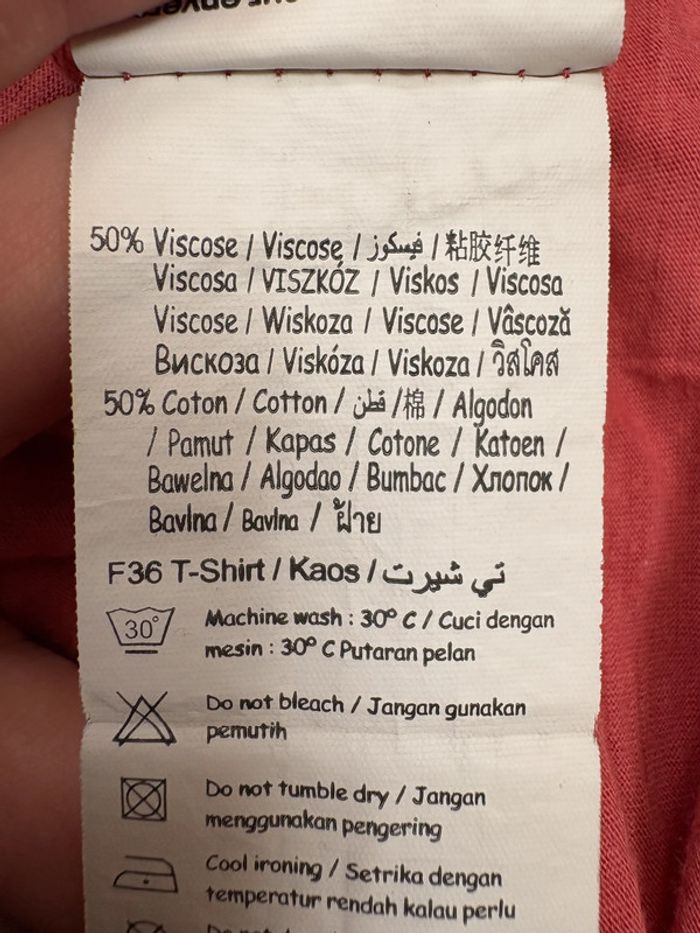 50% Viscose / Viscose / فيسكوز / 粘胶纤维
Viscosa / VISZKÓZ / Viskos / Viscosa
Viscose / Wiskoza / Viscose / Vâscoză
Вискоза / Viskóza / Viskoza / วิสโคส
50% Coton / Cotton / قطن /棉 / Algodon
/ Pamut / Kapas / Cotone / Katoen /
Bawelna / Algodao / Bumbac / Хлопок /
Bavlna / Bavlna / ฝ้าย
F36 T-Shirt / Kaos / تي شيرت
30° Machine wash : 30° C / Cuci dengan
mesin : 30° C Putaran pelan
Do not bleach / Jangan gunakan
pemutih
Do not tumble dry / Jangan
menggunakan pengering
Cool ironing / Setrika dengan
temperatur rendah kalau perlu